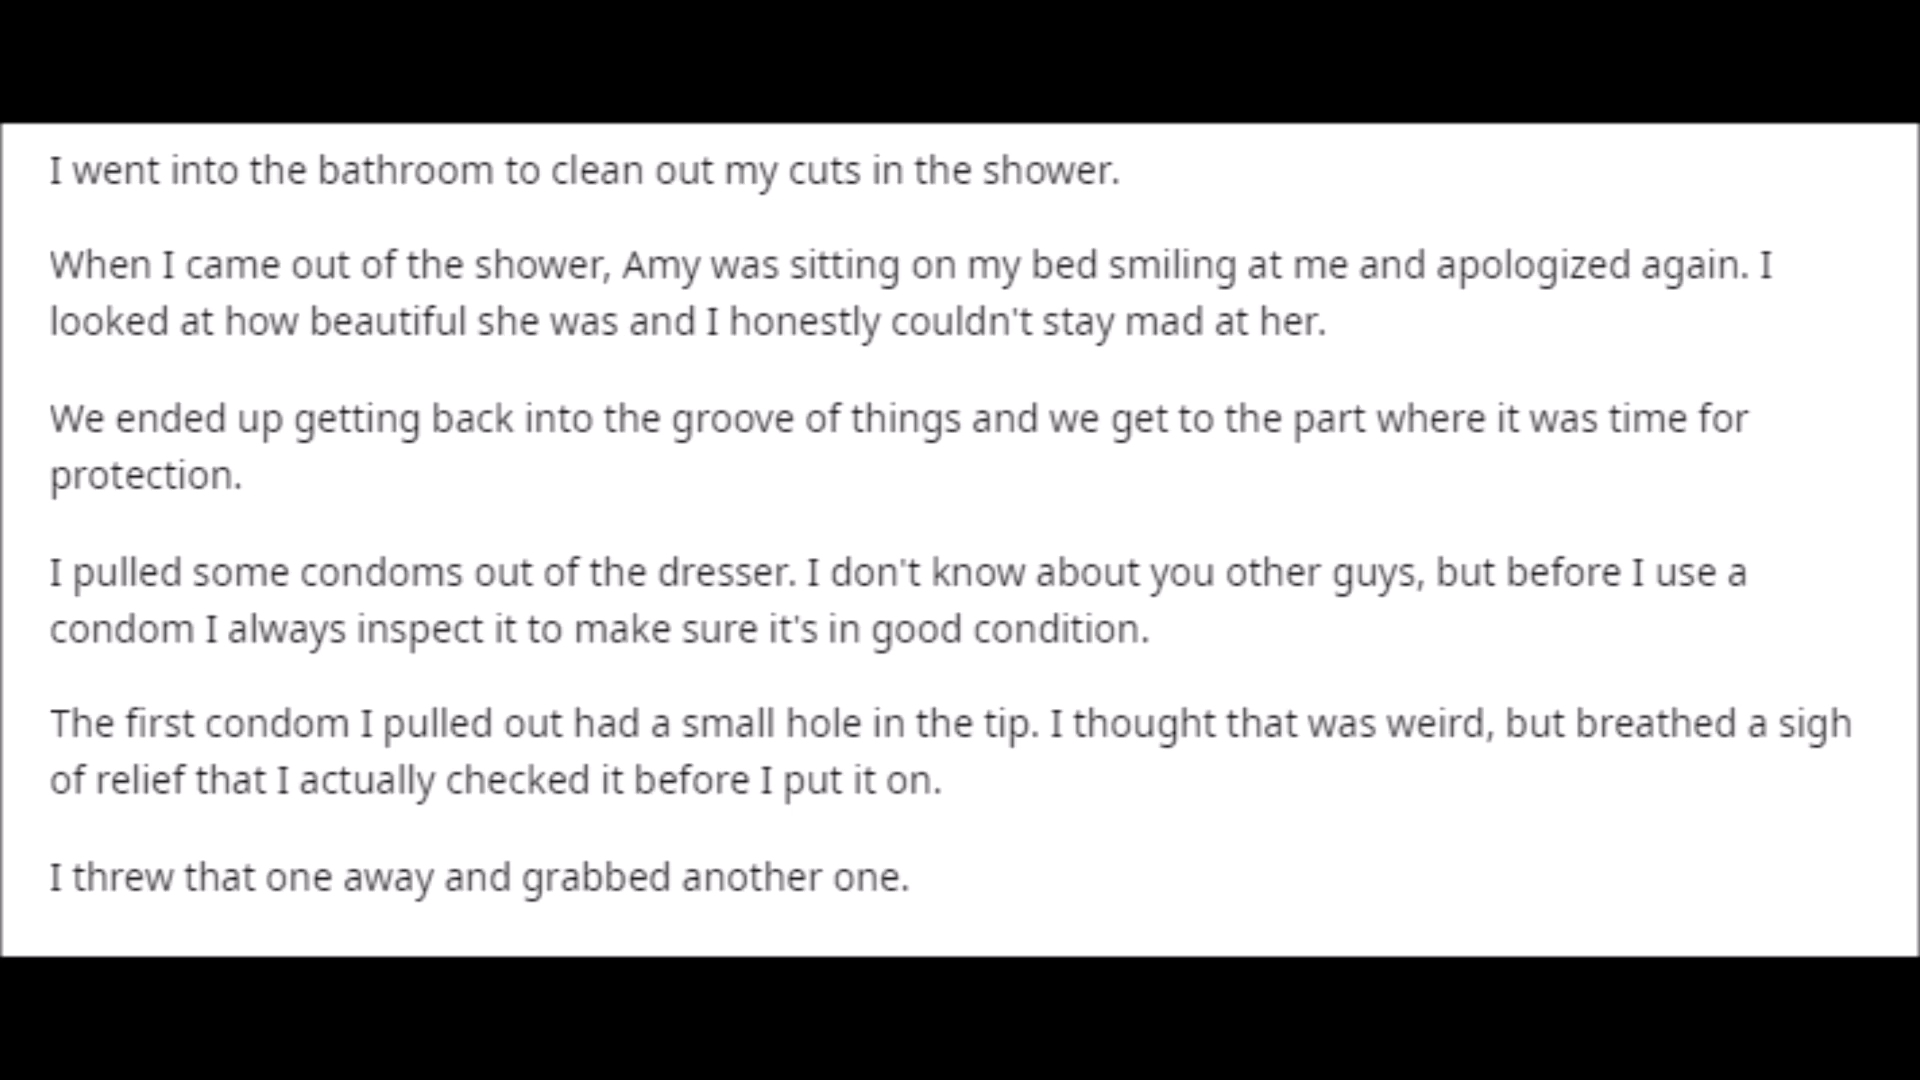 I went into the bathroom to clean out my cuts in the shower.
When I came out of the shower, Amy was sitting on my bed smiling at me and apologized again. I
looked at how beautiful she was and I honestly couldn't stay mad at her.
We ended up getting back into the groove of things and we get to the part where it was time for
protection.
I pulled some condoms out of the dresser. I don't know about you other guys, but before I use a
condom I always inspect it to make sure it's in good condition.
The first condom I pulled out had a small hole in the tip. I thought that was weird, but breathed a sigh
of relief that I actually checked it before I put it on.
I threw that one away and grabbed another one.